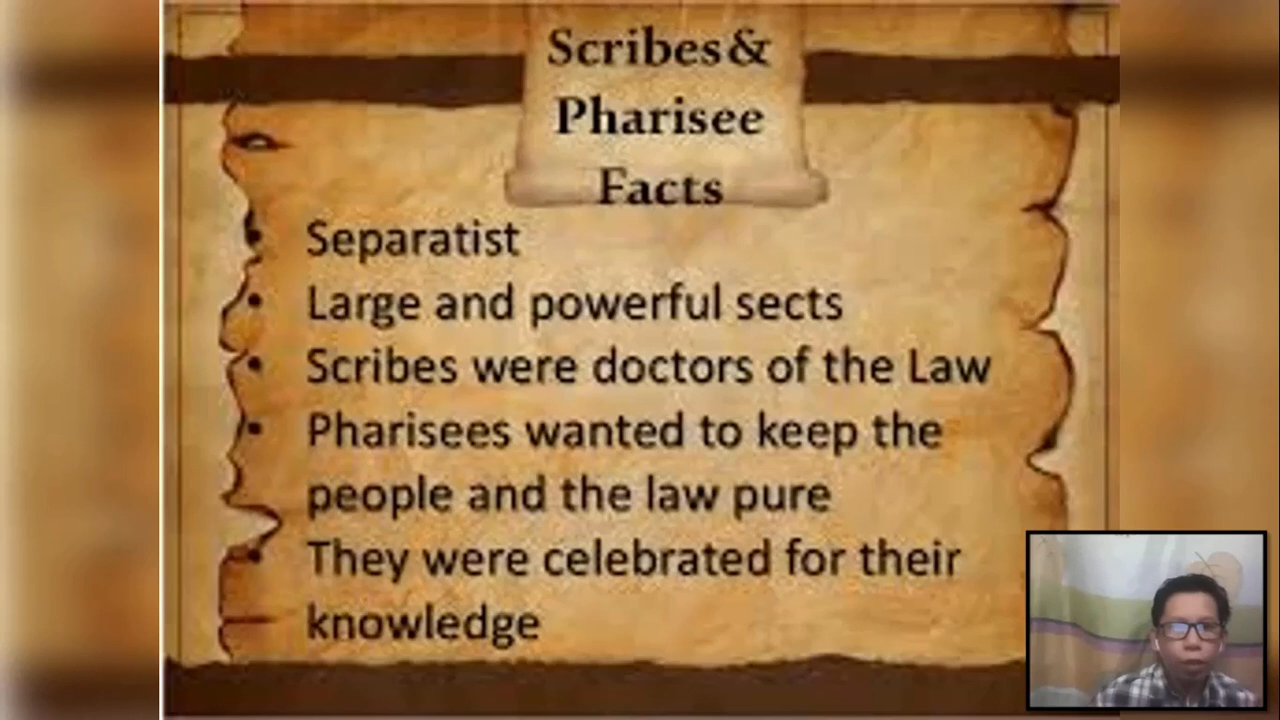 Scribes&
Pharisee
Facts
• Separatist
• Large and powerful sects
• Scribes were doctors of the Law
• Pharisees wanted to keep the
people and the law pure
• They were celebrated for their
knowledge